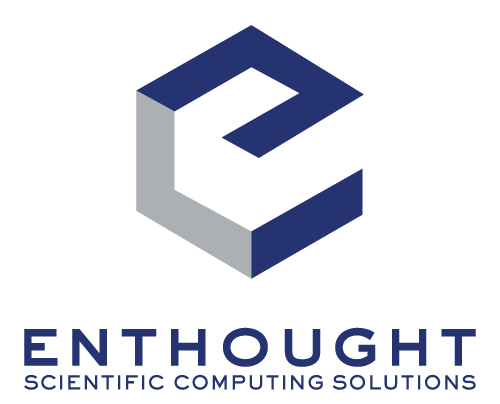 ENTHOUGHT
SCIENTIFIC COMPUTING SOLUTIONS